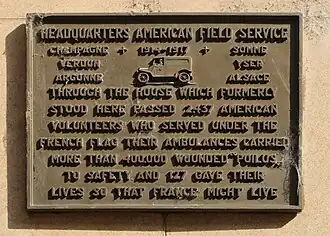 HEADQUARTERS AMERICAN FIELD SERVICE
CHAMPAGNE + 1914-1917 + SOMME
VERDUN YSER
ARGONNE ALSACE
THROUGH THE HOUSE WHICH FORMERLY
STOOD HERE PASSED 2437 AMERICAN
VOLUNTEERS WHO SERVED UNDER THE
FRENCH FLAG THEIR AMBULANCES CARRIED
MORE THAN 400,000 WOUNDED "POILUS"
TO SAFETY AND 127 GAVE THEIR
LIVES SO THAT FRANCE MIGHT LIVE